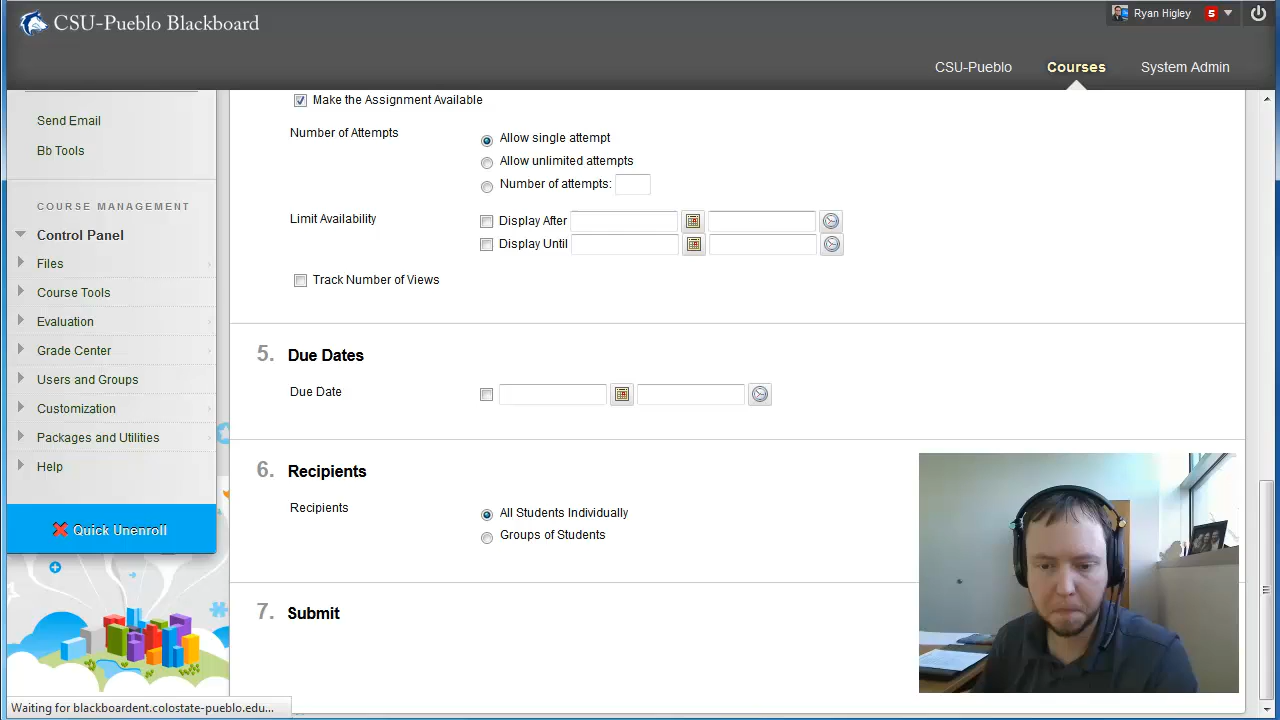 CSU-Pueblo Blackboard
Ryan Higley 5
CSU-Pueblo Courses System Admin
Send Email
Bb Tools
COURSE MANAGEMENT
Control Panel
Files
Course Tools
Evaluation
Grade Center
Users and Groups
Customization
Packages and Utilities
Help
Quick Unenroll
Make the Assignment Available
Number of Attempts
Allow single attempt
Allow unlimited attempts
Number of attempts:
Limit Availability
Display After
Display Until
Track Number of Views
5. Due Dates
Due Date
6. Recipients
Recipients
All Students Individually
Groups of Students
7. Submit
Waiting for blackboardent.colostate-pueblo.edu...